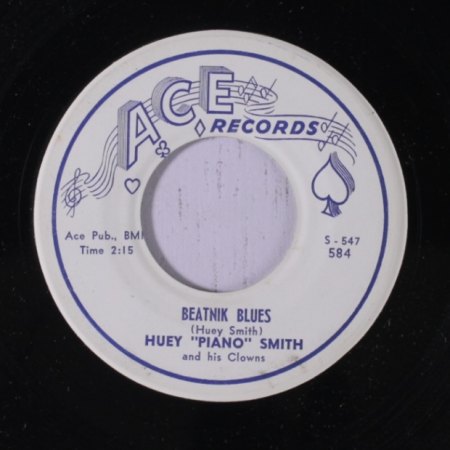 ACE
RECORDS
Ace Pub., BMI
Time 2:15
S - 547
584
BEATNIK BLUES
(Huey Smith)
HUEY "PIANO" SMITH
and his Clowns